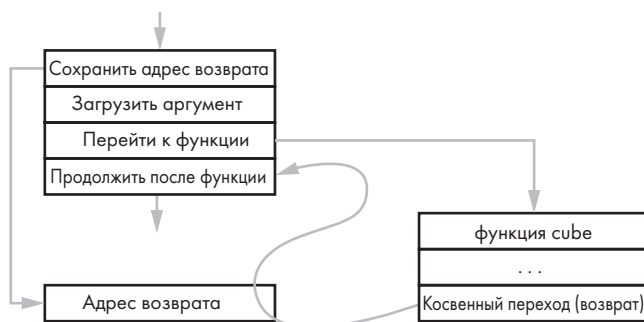 Сохранить адрес возврата
Загрузить аргумент
Перейти к функции
Продолжить после функции
функция cube
. . .
Адрес возврата
Косвенный переход (возврат)